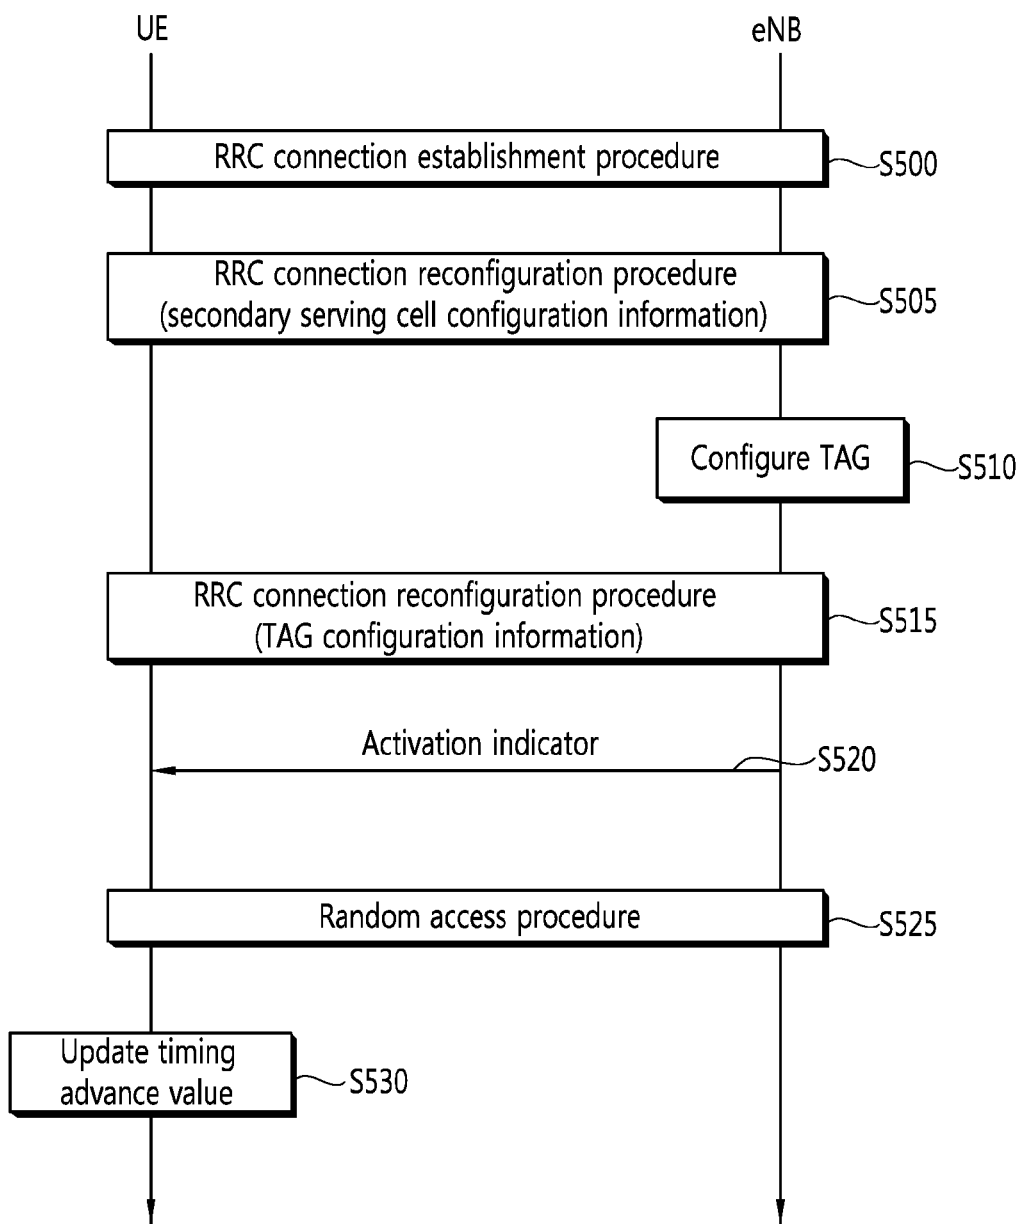 UE
eNB
RRC connection establishment procedure
S500
RRC connection reconfiguration procedure
(secondary serving cell configuration information)
S505
Configure TAG
S510
RRC connection reconfiguration procedure
(TAG configuration information)
S515
Activation indicator
S520
Random access procedure
S525
Update timing
advance value
S530